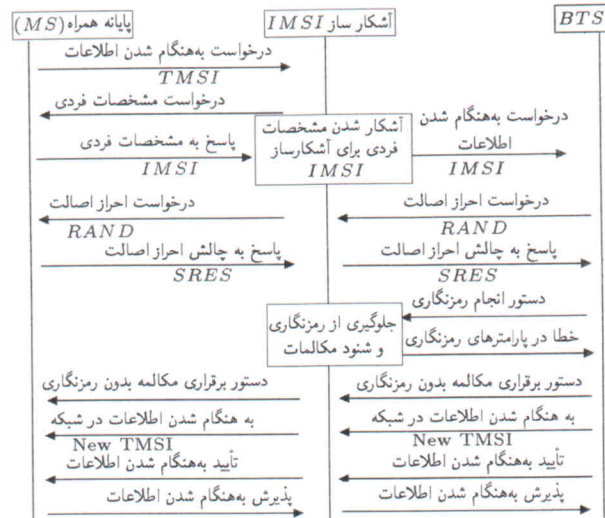 پایانه همراه (MS)
آشکار ساز IMSI
BTS
درخواست به‌هنگام شدن اطلاعات
TMSI
درخواست مشخصات فردی
پاسخ به مشخصات فردی
IMSI
آشکار شدن مشخصات
فردی برای آشکارساز
IMSI
درخواست به‌هنگام شدن
اطلاعات
IMSI
درخواست احراز اصالت
RAND
درخواست احراز اصالت
RAND
پاسخ به چالش احراز اصالت
SRES
پاسخ به چالش احراز اصالت
SRES
دستور انجام رمزنگاری
جلوگیری از رمزنگاری
و شنود مکالمات
خطا در پارامترهای رمزنگاری
دستور برقراری مکالمه بدون رمزنگاری
دستور برقراری مکالمه بدون رمزنگاری
به هنگام شدن اطلاعات در شبکه
New TMSI
به هنگام شدن اطلاعات در شبکه
New TMSI
تأیید به‌هنگام شدن اطلاعات
تأیید به‌هنگام شدن اطلاعات
پذیرش به‌هنگام شدن اطلاعات
پذیرش به‌هنگام شدن اطلاعات